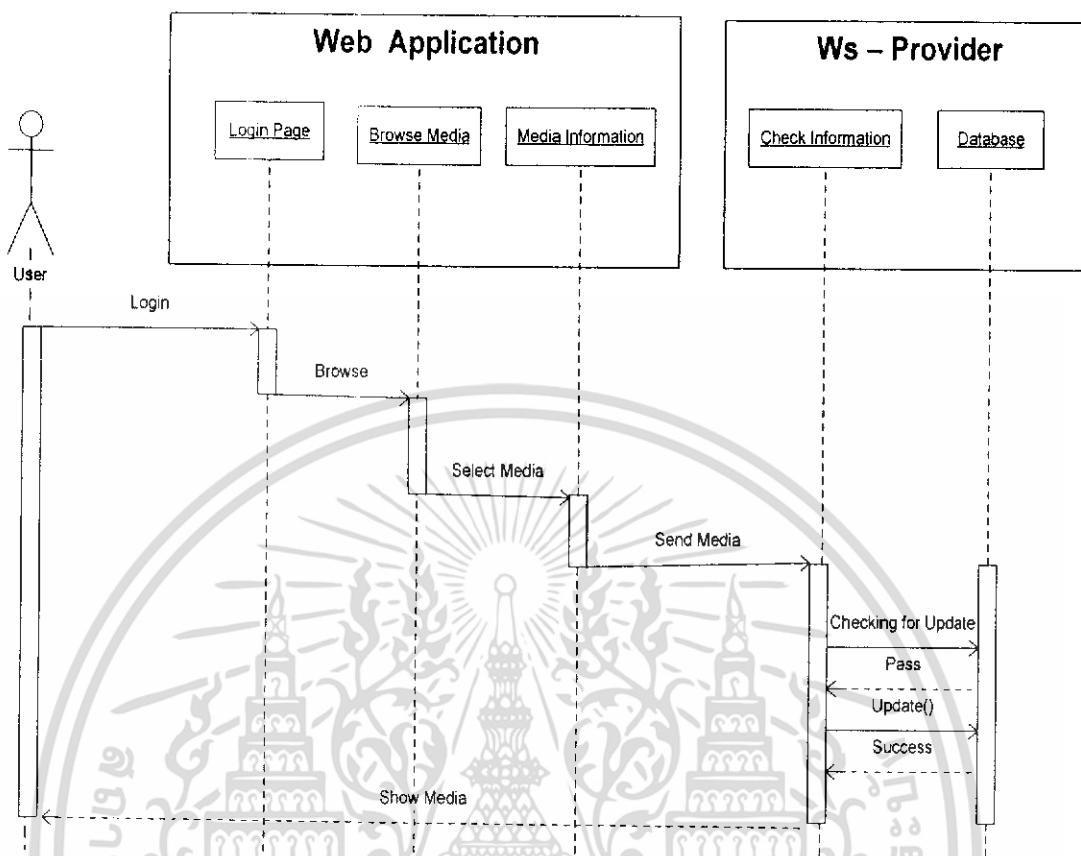 Web Application
Ws – Provider
Login Page
Browse Media
Media Information
Check Information
Database
User
Login
Browse
Select Media
Send Media
Checking for Update
Pass
Update()
Success
Show Media